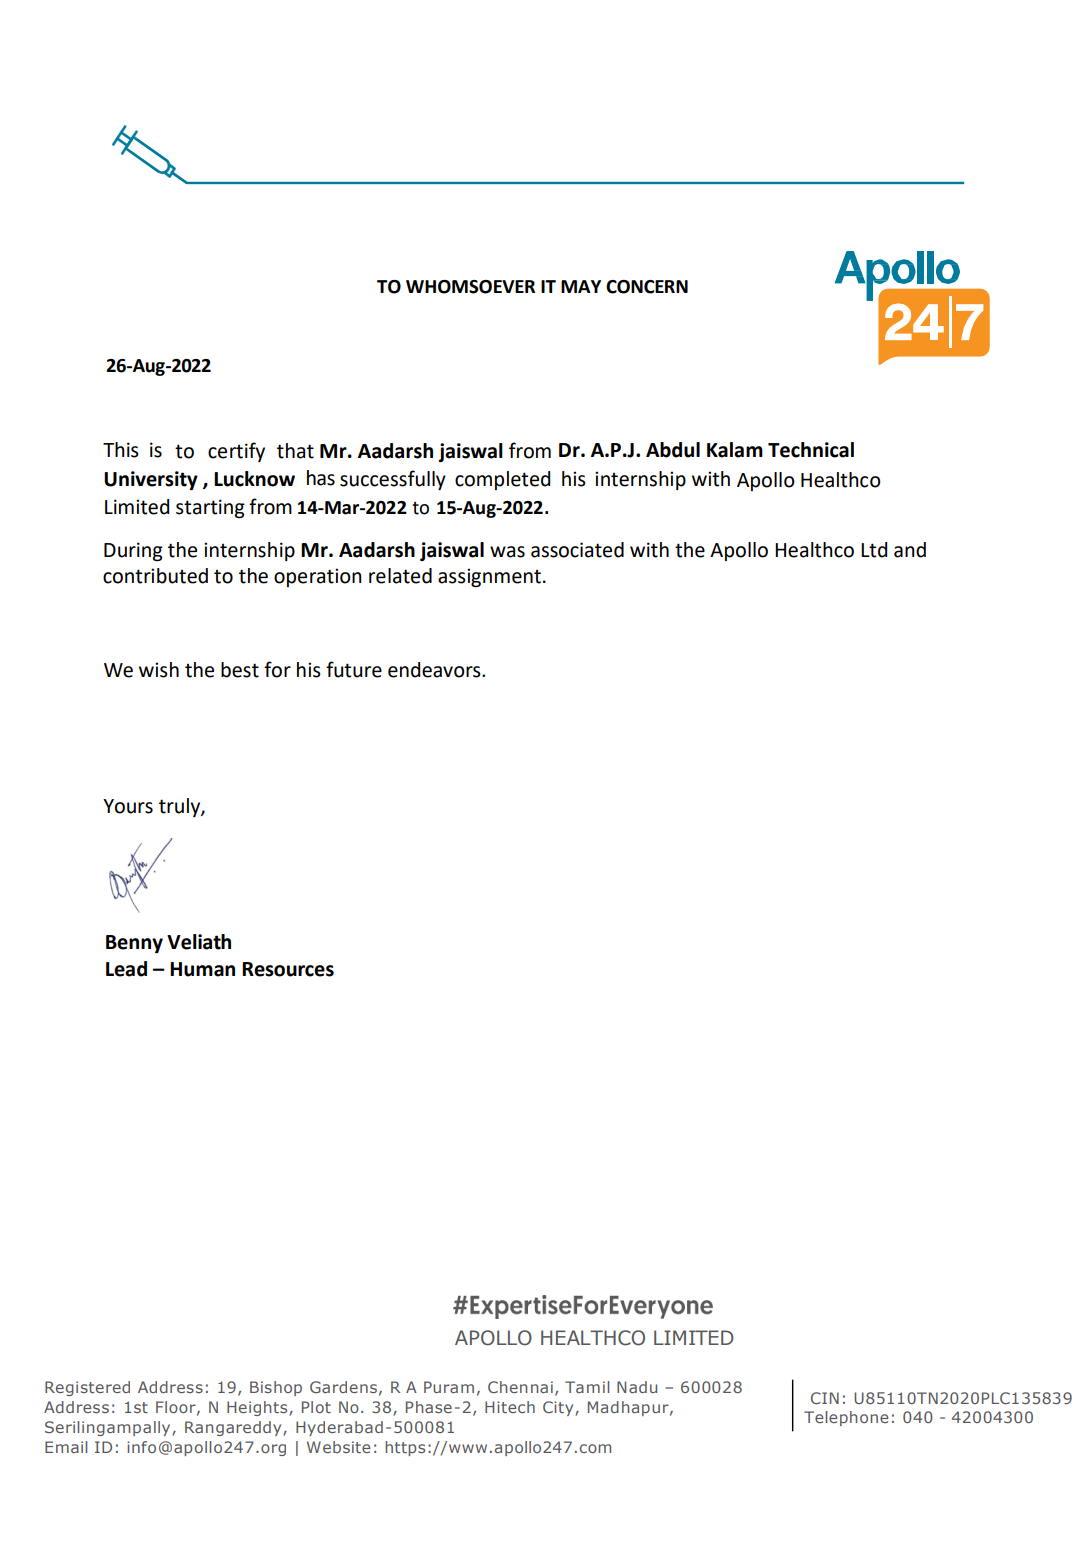 Apollo
24|7
TO WHOMSOEVER IT MAY CONCERN
26-Aug-2022
This is to certify that Mr. Aadarsh jaiswal from Dr. A.P.J. Abdul Kalam Technical
University , Lucknow has successfully completed his internship with Apollo Healthco
Limited starting from 14-Mar-2022 to 15-Aug-2022.
During the internship Mr. Aadarsh jaiswal was associated with the Apollo Healthco Ltd and
contributed to the operation related assignment.
We wish the best for his future endeavors.
Yours truly,
Benny Veliath
Lead – Human Resources
#ExpertiseForEveryone
APOLLO HEALTHCO LIMITED
Registered Address: 19, Bishop Gardens, R A Puram, Chennai, Tamil Nadu – 600028
Address: 1st Floor, N Heights, Plot No. 38, Phase-2, Hitech City, Madhapur,
Serilingampally, Rangareddy, Hyderabad-500081
Email ID: info@apollo247.org | Website: https://www.apollo247.com
CIN: U85110TN2020PLC135839
Telephone: 040 - 42004300